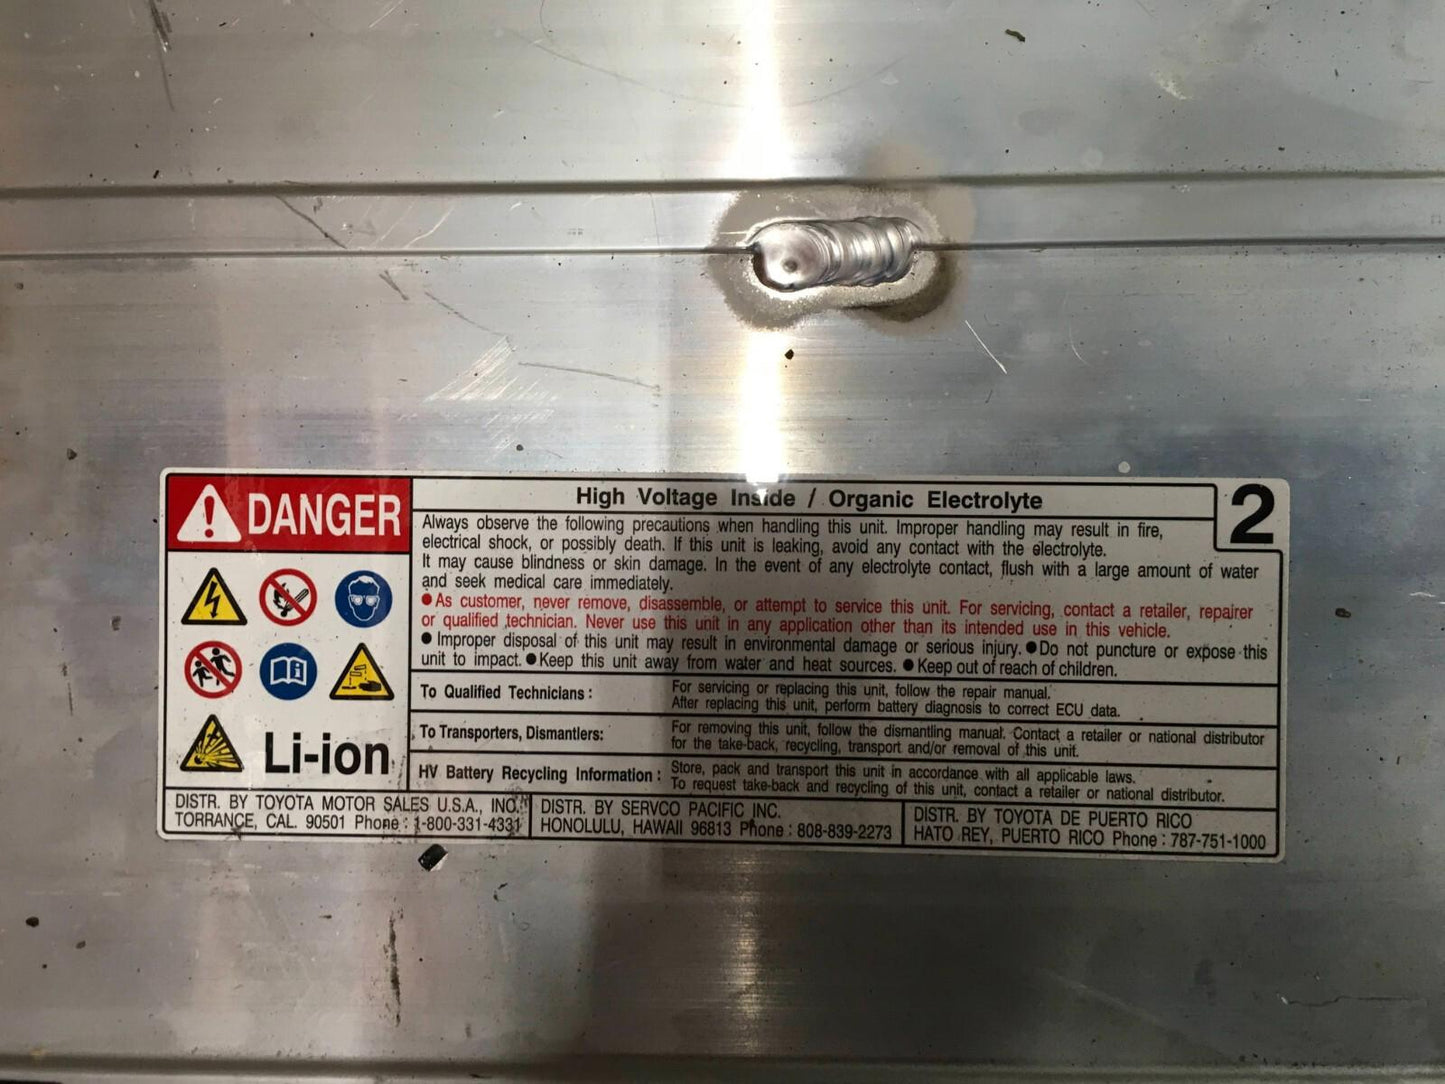 DANGER
Li-ion
High Voltage Inside / Organic Electrolyte
2
Always observe the following precautions when handling this unit. Improper handling may result in fire,
electrical shock, or possibly death. If this unit is leaking, avoid any contact with the electrolyte.
It may cause blindness or skin damage. In the event of any electrolyte contact, flush with a large amount of water
and seek medical care immediately.
●As customer, never remove, disassemble, or attempt to service this unit. For servicing, contact a retailer, repairer
or qualified technician. Never use this unit in any application other than its intended use in this vehicle.
●Improper disposal of this unit may result in environmental damage or serious injury. ●Do not puncture or expose this
unit to impact. ●Keep this unit away from water and heat sources. ●Keep out of reach of children.
To Qualified Technicians:
For servicing or replacing this unit, follow the repair manual.
After replacing this unit, perform battery diagnosis to correct ECU data.
To Transporters, Dismantlers:
For removing this unit, follow the dismantling manual. Contact a retailer or national distributor
for the take-back, recycling, transport and/or removal of this unit.
HV Battery Recycling Information:
Store, pack and transport this unit in accordance with all applicable laws.
To request take-back and recycling of this unit, contact a retailer or national distributor.
DISTR. BY TOYOTA MOTOR SALES U.S.A., INC.
TORRANCE, CAL. 90501 Phone: 1-800-331-4331
DISTR. BY SERVCO PACIFIC INC.
HONOLULU, HAWAII 96813 Phone: 808-839-2273
DISTR. BY TOYOTA DE PUERTO RICO
HATO REY, PUERTO RICO Phone: 787-751-1000